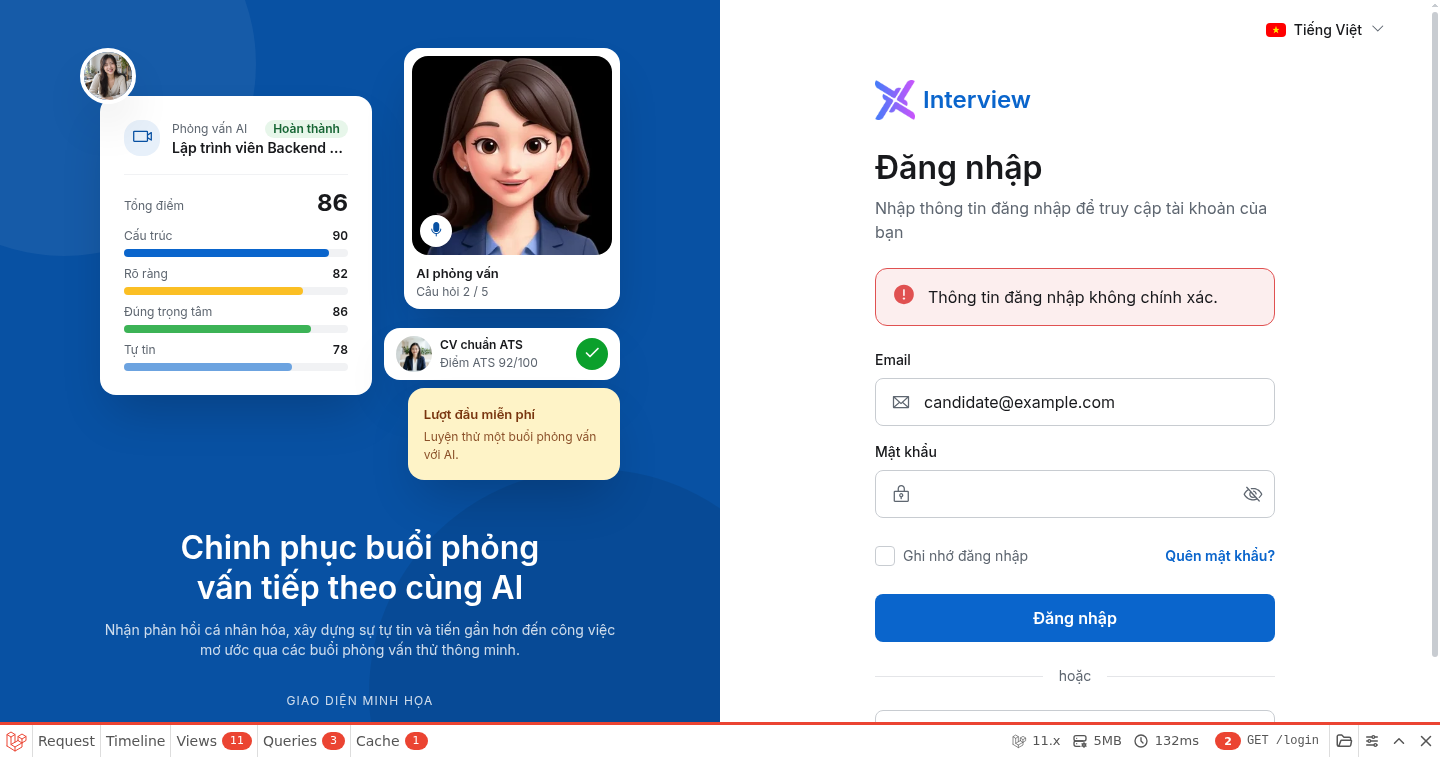 Phỏng vấn AI
Hoàn thành
Lập trình viên Backend ...
Tổng điểm
86
Cấu trúc
90
Rõ ràng
82
Đúng trọng tâm
86
Tự tin
78
AI phỏng vấn
Câu hỏi 2 / 5
CV chuẩn ATS
Điểm ATS 92/100
Lượt đầu miễn phí
Luyện thử một buổi phỏng vấn
với AI.
Chinh phục buổi phỏng
vấn tiếp theo cùng AI
Nhận phản hồi cá nhân hóa, xây dựng sự tự tin và tiến gần hơn đến công việc
mơ ước qua các buổi phỏng vấn thử thông minh.
GIAO DIỆN MINH HỌA
Tiếng Việt
Interview
Đăng nhập
Nhập thông tin đăng nhập để truy cập tài khoản của
bạn
Thông tin đăng nhập không chính xác.
Email
candidate@example.com
Mật khẩu
Ghi nhớ đăng nhập
Quên mật khẩu?
Đăng nhập
hoặc
Request
Timeline
Views 11
Queries 3
Cache 1
11.x
5MB
132ms
2 GET /login